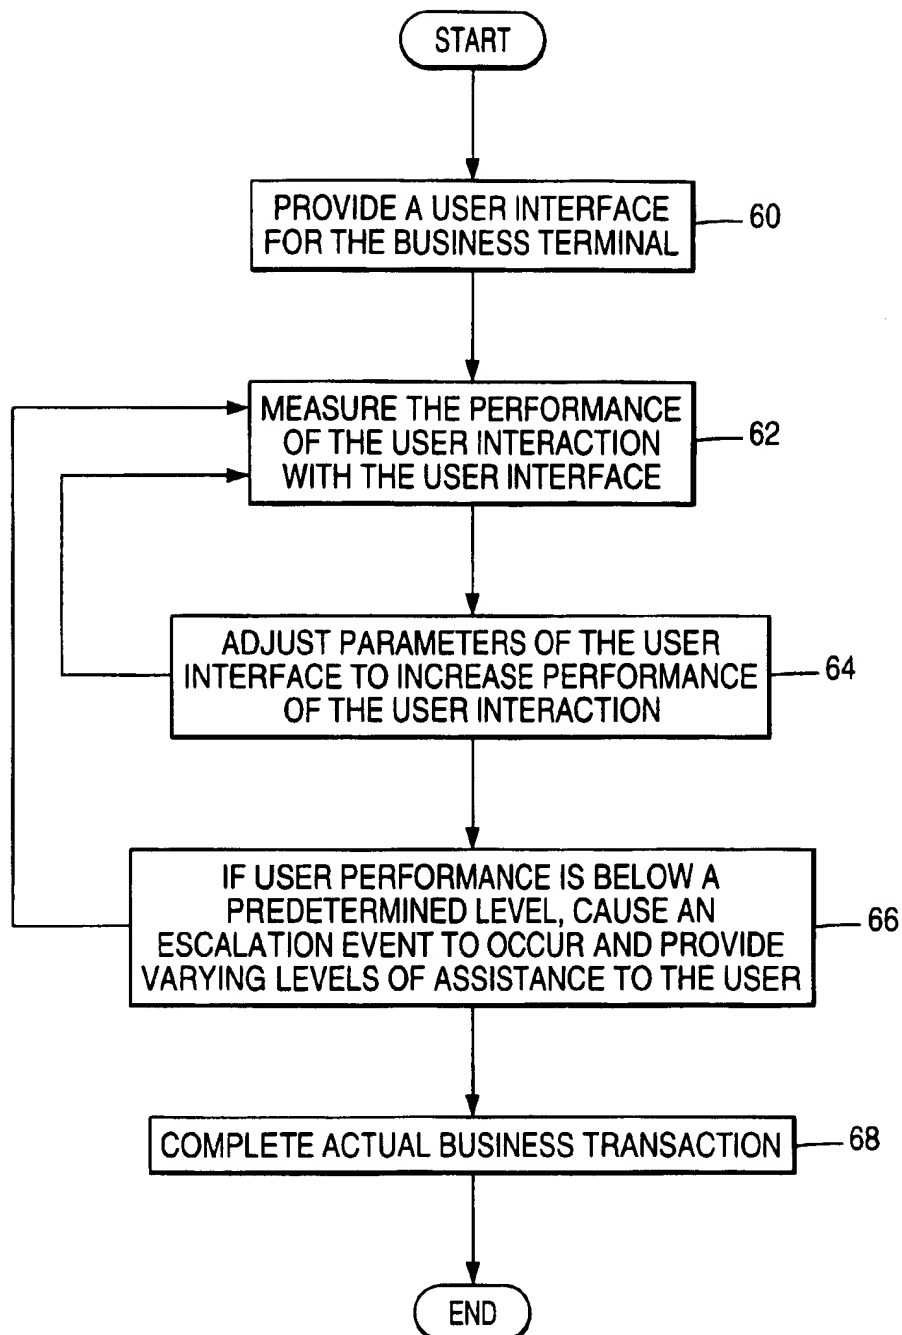 START
PROVIDE A USER INTERFACE
FOR THE BUSINESS TERMINAL
60
MEASURE THE PERFORMANCE
OF THE USER INTERACTION
WITH THE USER INTERFACE
62
ADJUST PARAMETERS OF THE USER
INTERFACE TO INCREASE PERFORMANCE
OF THE USER INTERACTION
64
IF USER PERFORMANCE IS BELOW A
PREDETERMINED LEVEL, CAUSE AN
ESCALATION EVENT TO OCCUR AND PROVIDE
VARYING LEVELS OF ASSISTANCE TO THE USER
66
COMPLETE ACTUAL BUSINESS TRANSACTION
68
END